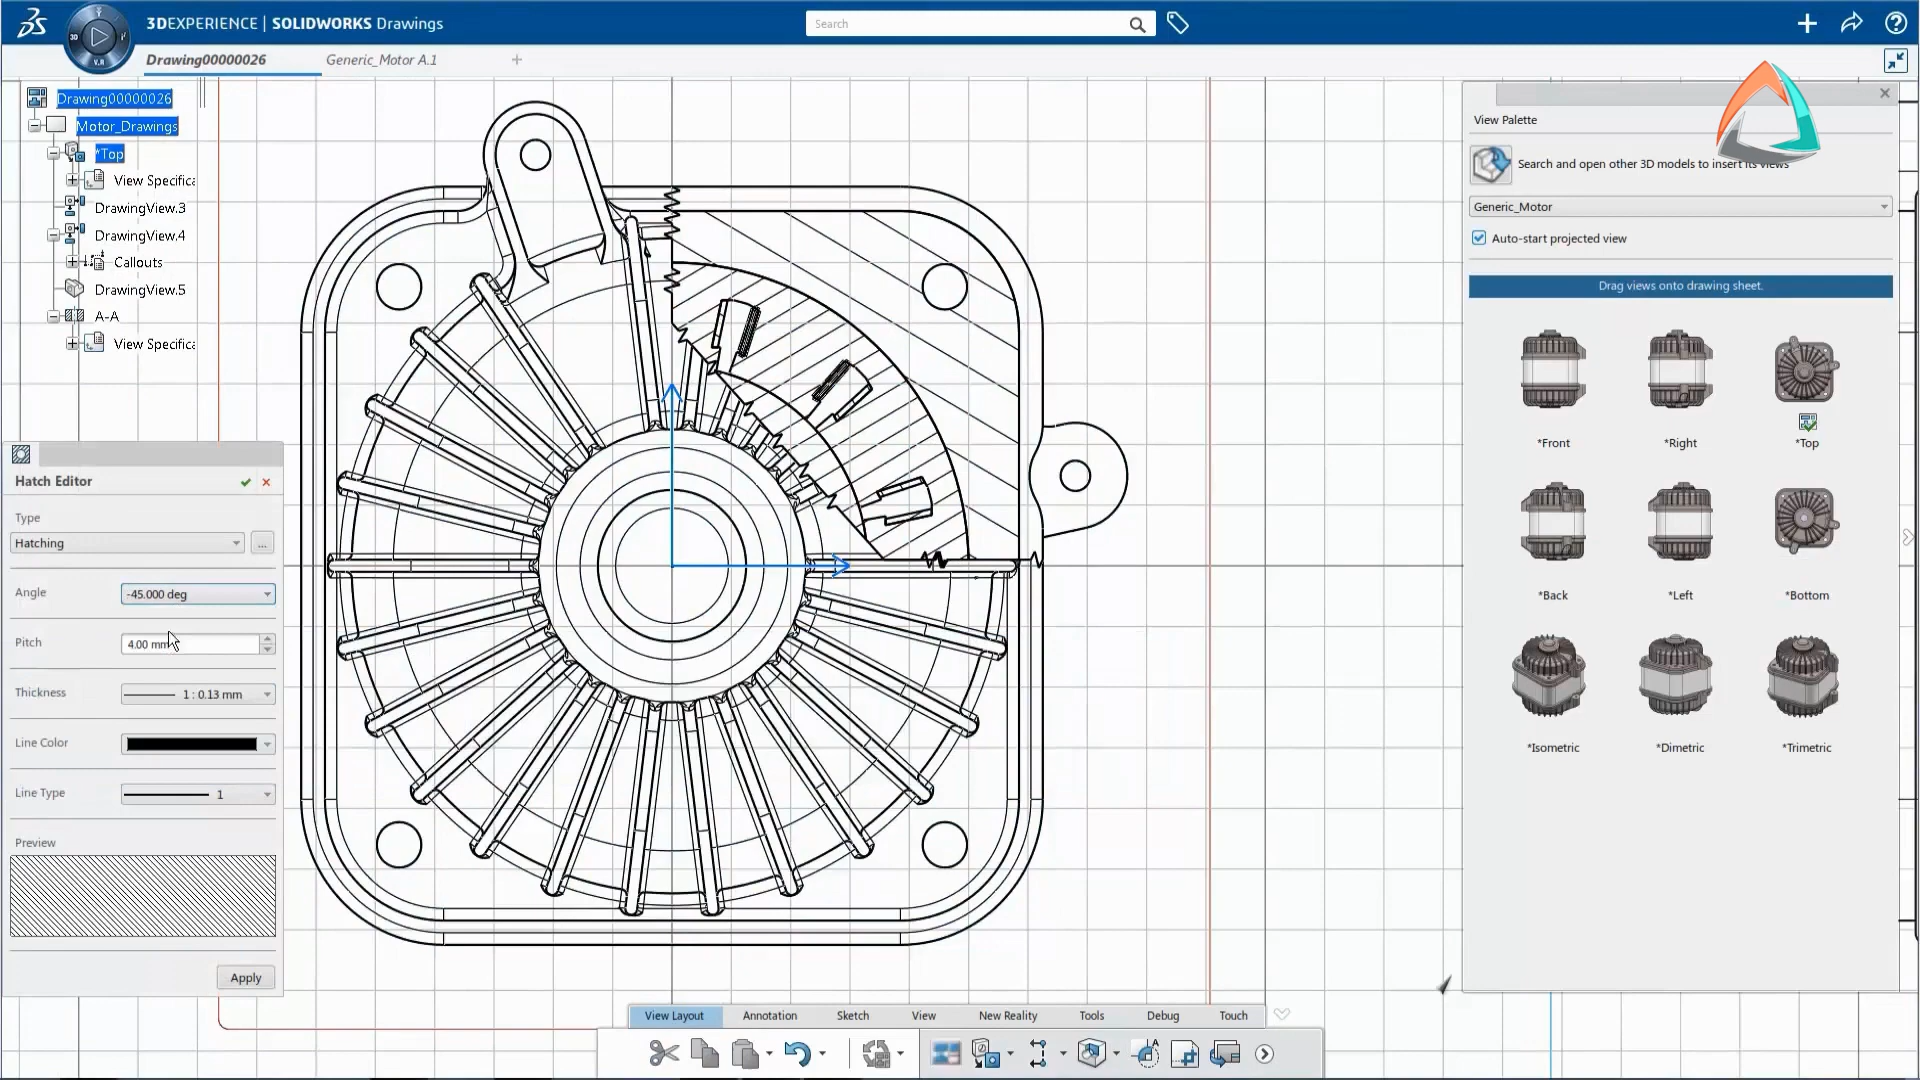 3DEXPERIENCE | SOLIDWORKS Drawings
Search
3D
V.R
Drawing00000026
Generic_Motor A.1
Drawing00000026
Motor_Drawings
*Top
View Specifica
DrawingView.3
DrawingView.4
Callouts
DrawingView.5
A-A
View Specifica
Hatch Editor
Type
Hatching
...
Angle
-45.000 deg
Pitch
4.00 mm
Thickness
1 : 0.13 mm
Line Color
Line Type
1
Preview
Apply
View Palette
Search and open other 3D models to insert its views
Generic_Motor
Auto-start projected view
Drag views onto drawing sheet.
*Front
*Right
*Top
*Back
*Left
*Bottom
*Isometric
*Dimetric
*Trimetric
View Layout
Annotation
Sketch
View
New Reality
Tools
Debug
Touch